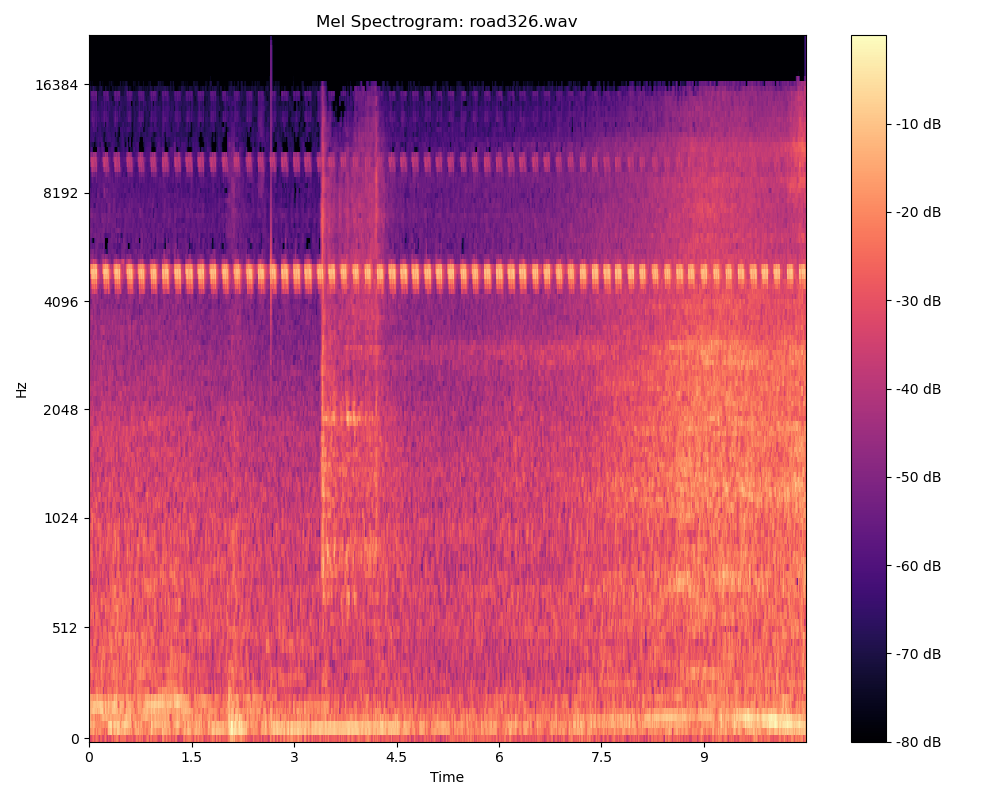 Mel Spectrogram: road326.wav
16384
8192
4096
2048
1024
512
0
Hz
0 1.5 3 4.5 6 7.5 9
Time
-10 dB
-20 dB
-30 dB
-40 dB
-50 dB
-60 dB
-70 dB
-80 dB